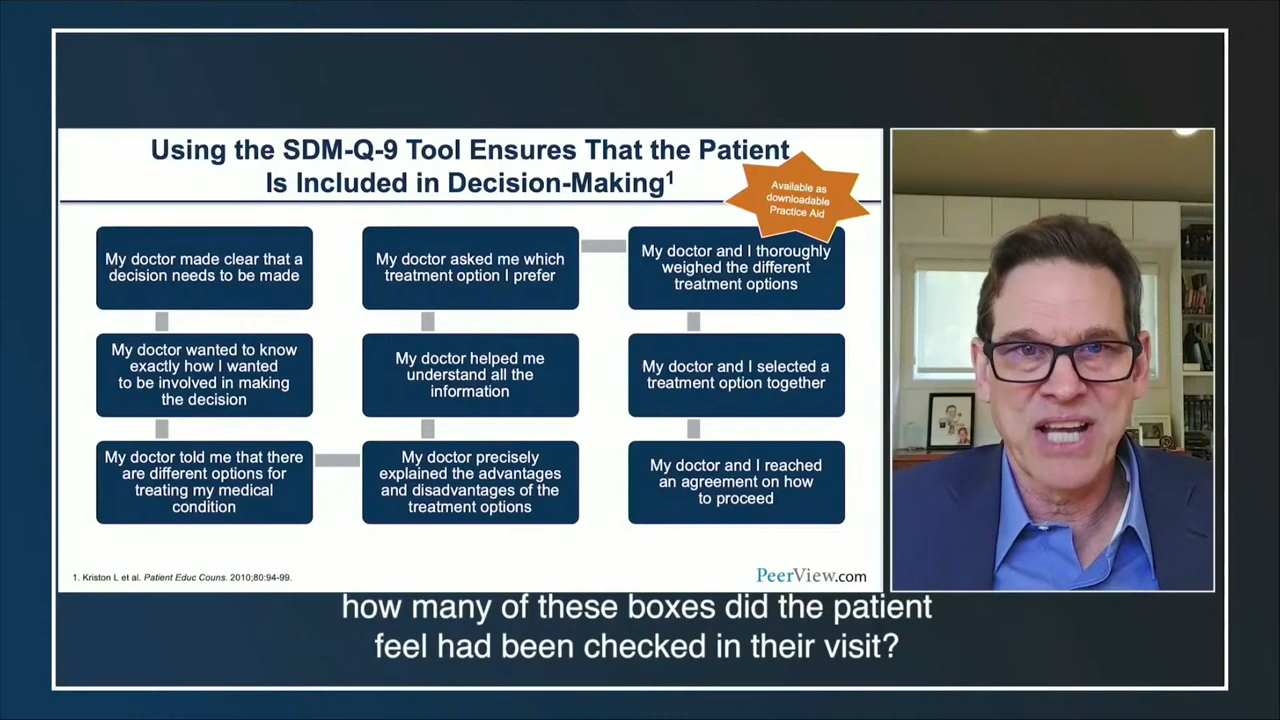 Using the SDM-Q-9 Tool Ensures That the Patient
Is Included in Decision-Making¹
Available as
downloadable
Practice Aid
My doctor made clear that a
decision needs to be made
My doctor wanted to know
exactly how I wanted
to be involved in making
the decision
My doctor told me that there
are different options for
treating my medical
condition
My doctor asked me which
treatment option I prefer
My doctor helped me
understand all the
information
My doctor precisely
explained the advantages
and disadvantages of the
treatment options
My doctor and I thoroughly
weighed the different
treatment options
My doctor and I selected a
treatment option together
My doctor and I reached
an agreement on how
to proceed
1. Kriston L et al. Patient Educ Couns. 2010;80:94-99.
PeerView.com
how many of these boxes did the patient
feel had been checked in their visit?